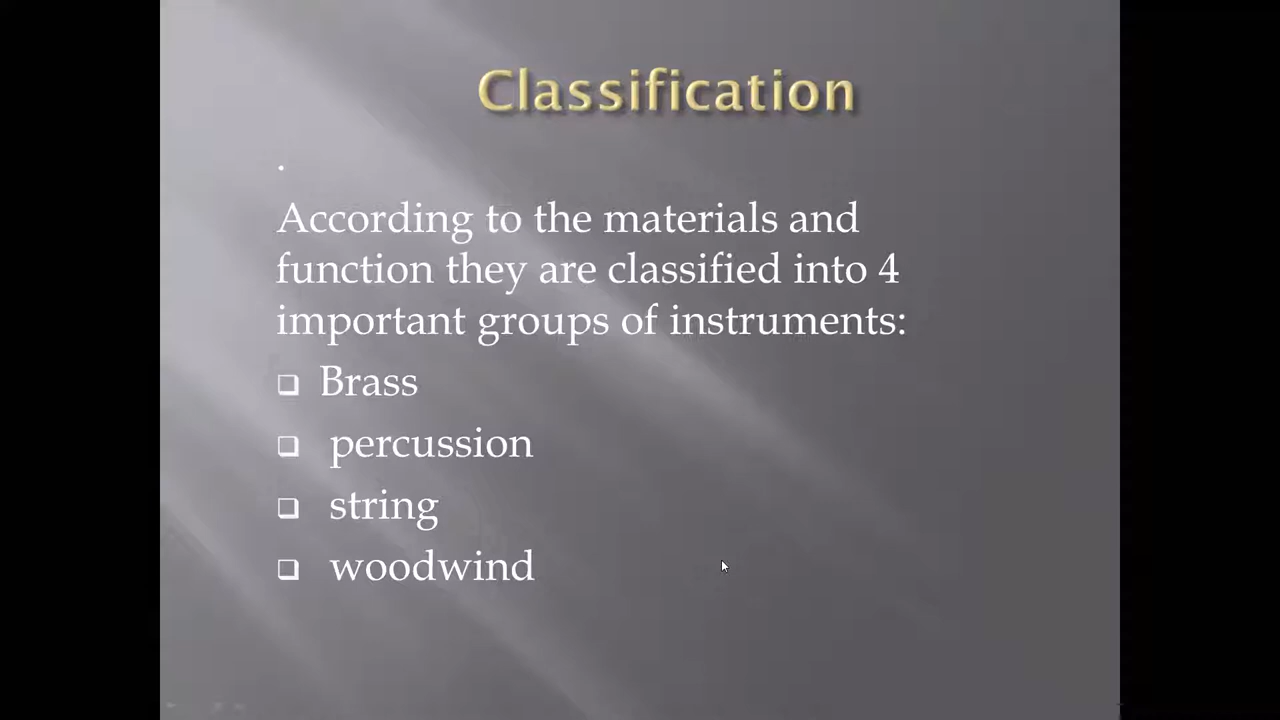 Classification
.
According to the materials and
function they are classified into 4
important groups of instruments:
❑ Brass
❑ percussion
❑ string
❑ woodwind